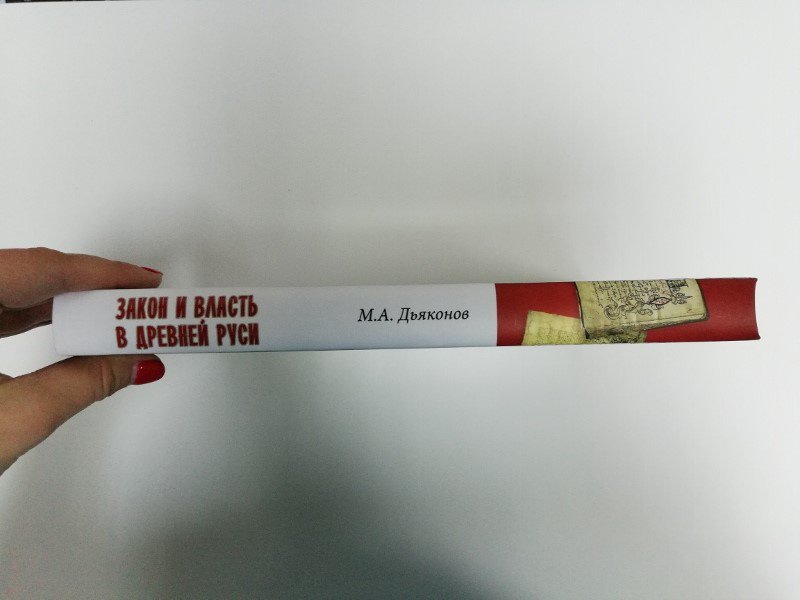 ЗАКОН И ВЛАСТЬ
В ДРЕВНЕЙ РУСИ
М.А. Дьяконов